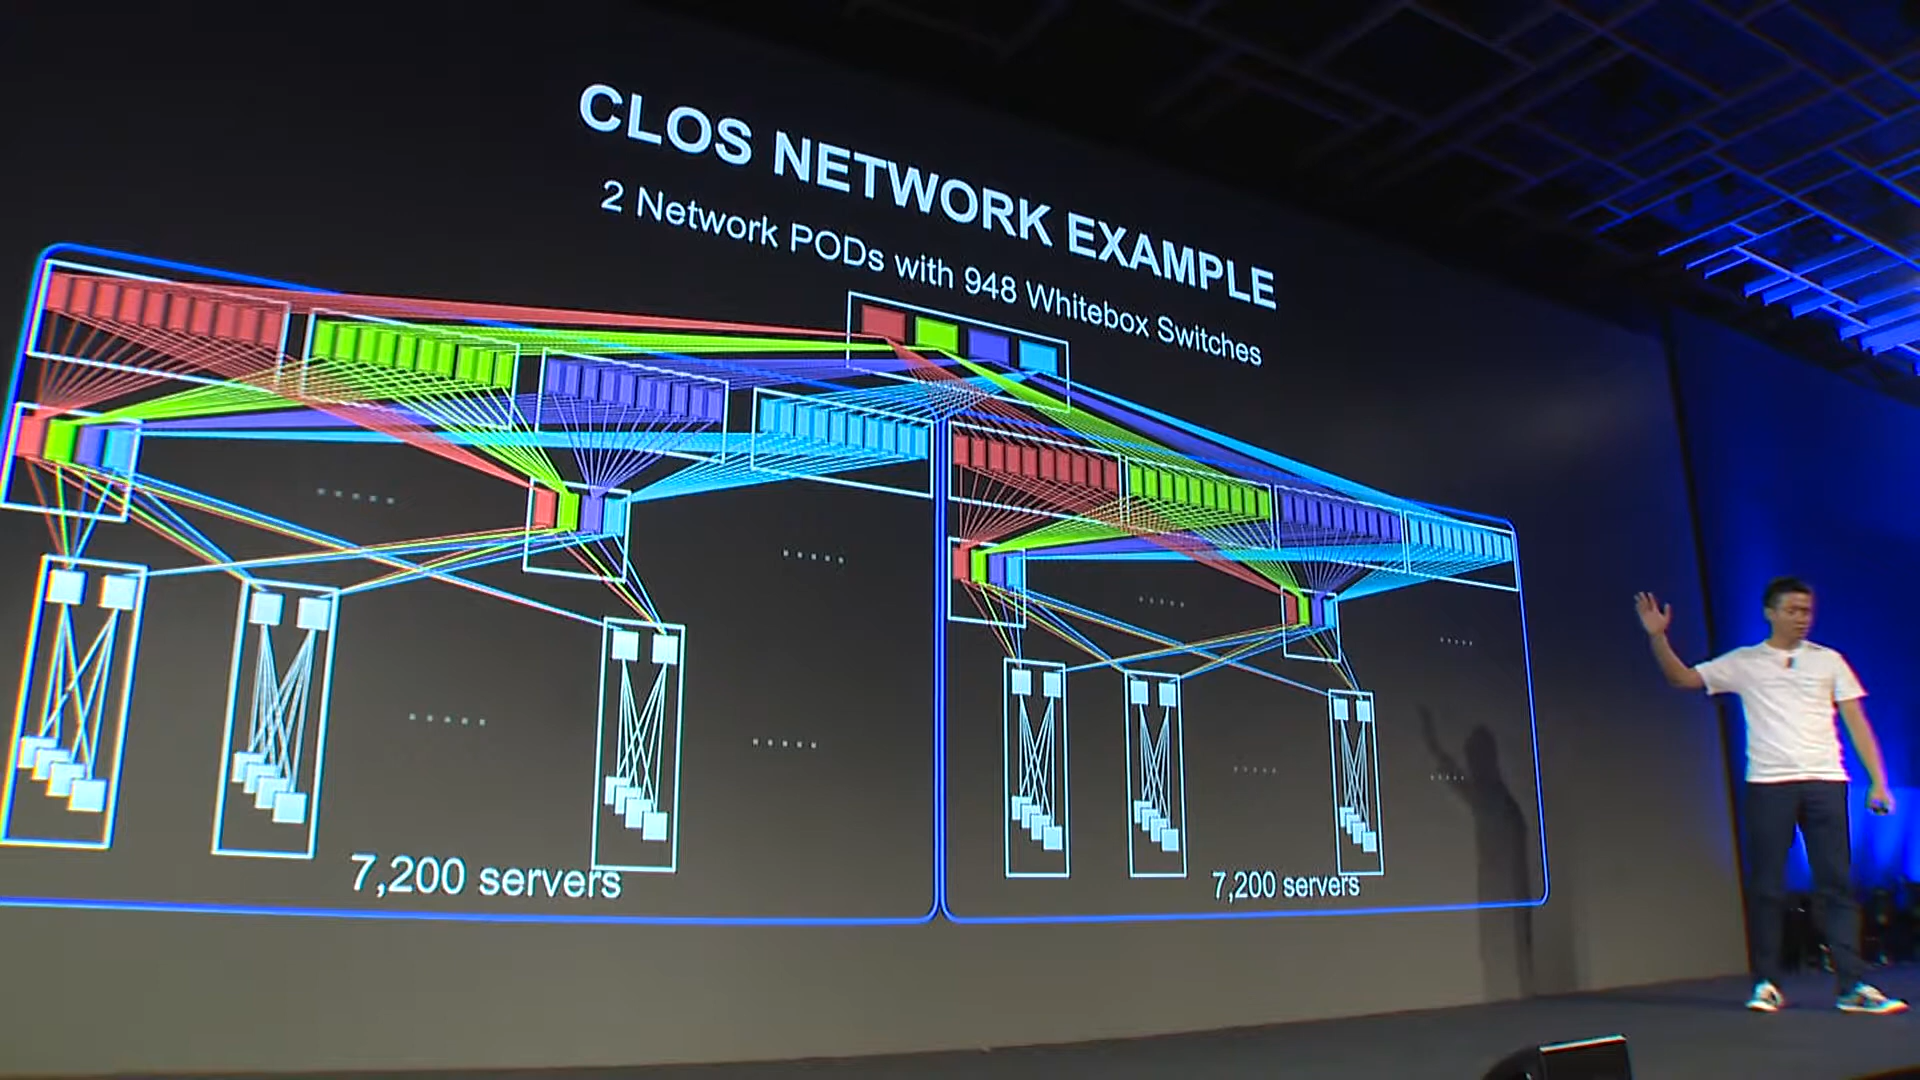 CLOS NETWORK EXAMPLE
2 Network PODs with 948 Whitebox Switches
7,200 servers
7,200 servers